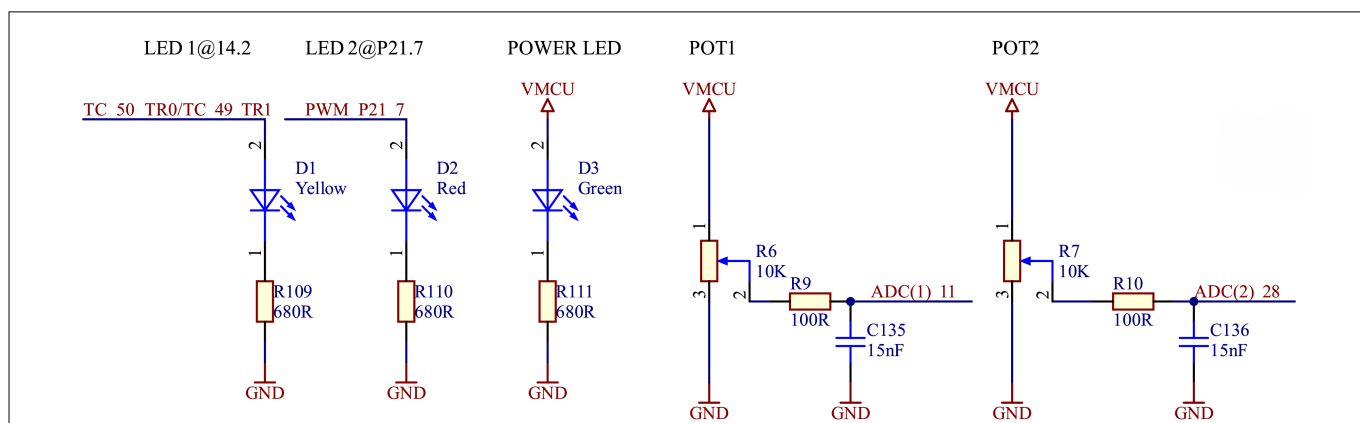 LED 1@14.2
LED 2@P21.7
POWER LED
POT1
POT2
VMCU
VMCU
VMCU
TC_50_TR0/TC_49_TR1
PWM_P21_7
2
2
2
D1
Yellow
D2
Red
D3
Green
1
1
1
R109
680R
R110
680R
R111
680R
GND
GND
GND
1
R6
10K
3
2
R9
100R
ADC(1)_11
C135
15nF
GND
GND
1
R7
10K
3
2
R10
100R
ADC(2)_28
C136
15nF
GND
GND